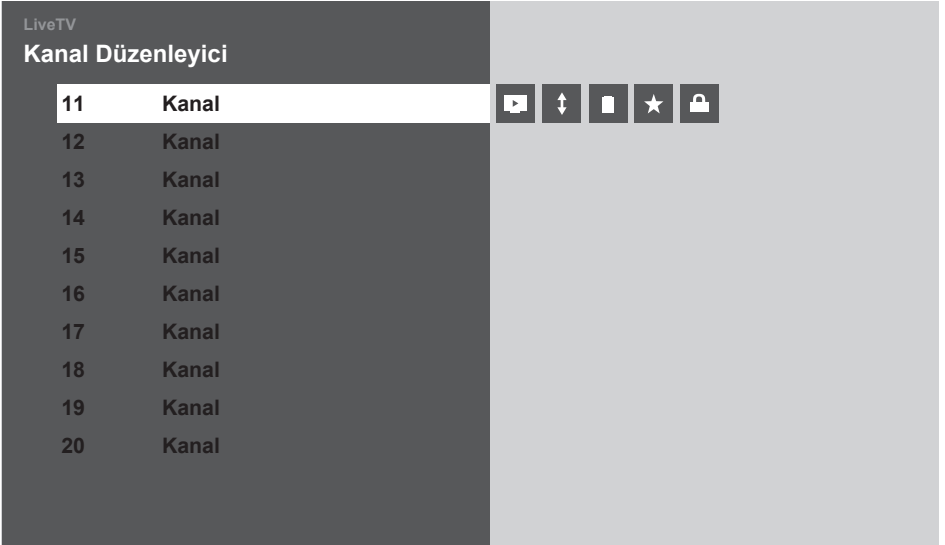 LiveTV
Kanal Düzenleyici
11 Kanal
12 Kanal
13 Kanal
14 Kanal
15 Kanal
16 Kanal
17 Kanal
18 Kanal
19 Kanal
20 Kanal